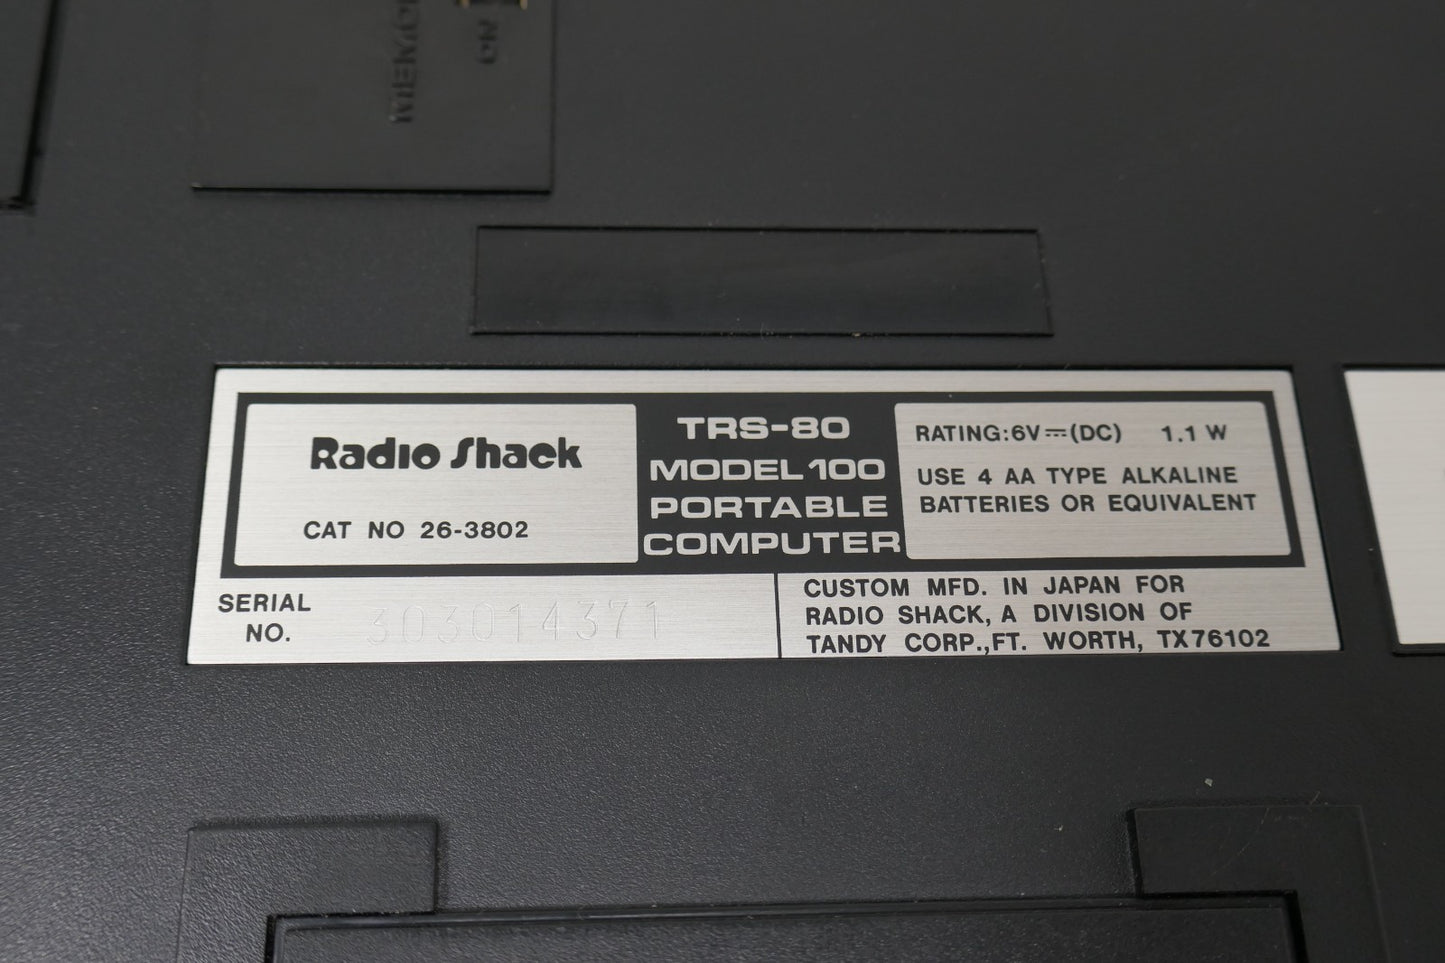 MEMORY
ON
Radio Shack
CAT NO 26-3802
TRS-80
MODEL 100
PORTABLE
COMPUTER
RATING:6V⎓(DC) 1.1 W
USE 4 AA TYPE ALKALINE
BATTERIES OR EQUIVALENT
SERIAL
NO.
303014371
CUSTOM MFD. IN JAPAN FOR
RADIO SHACK, A DIVISION OF
TANDY CORP.,FT. WORTH, TX76102